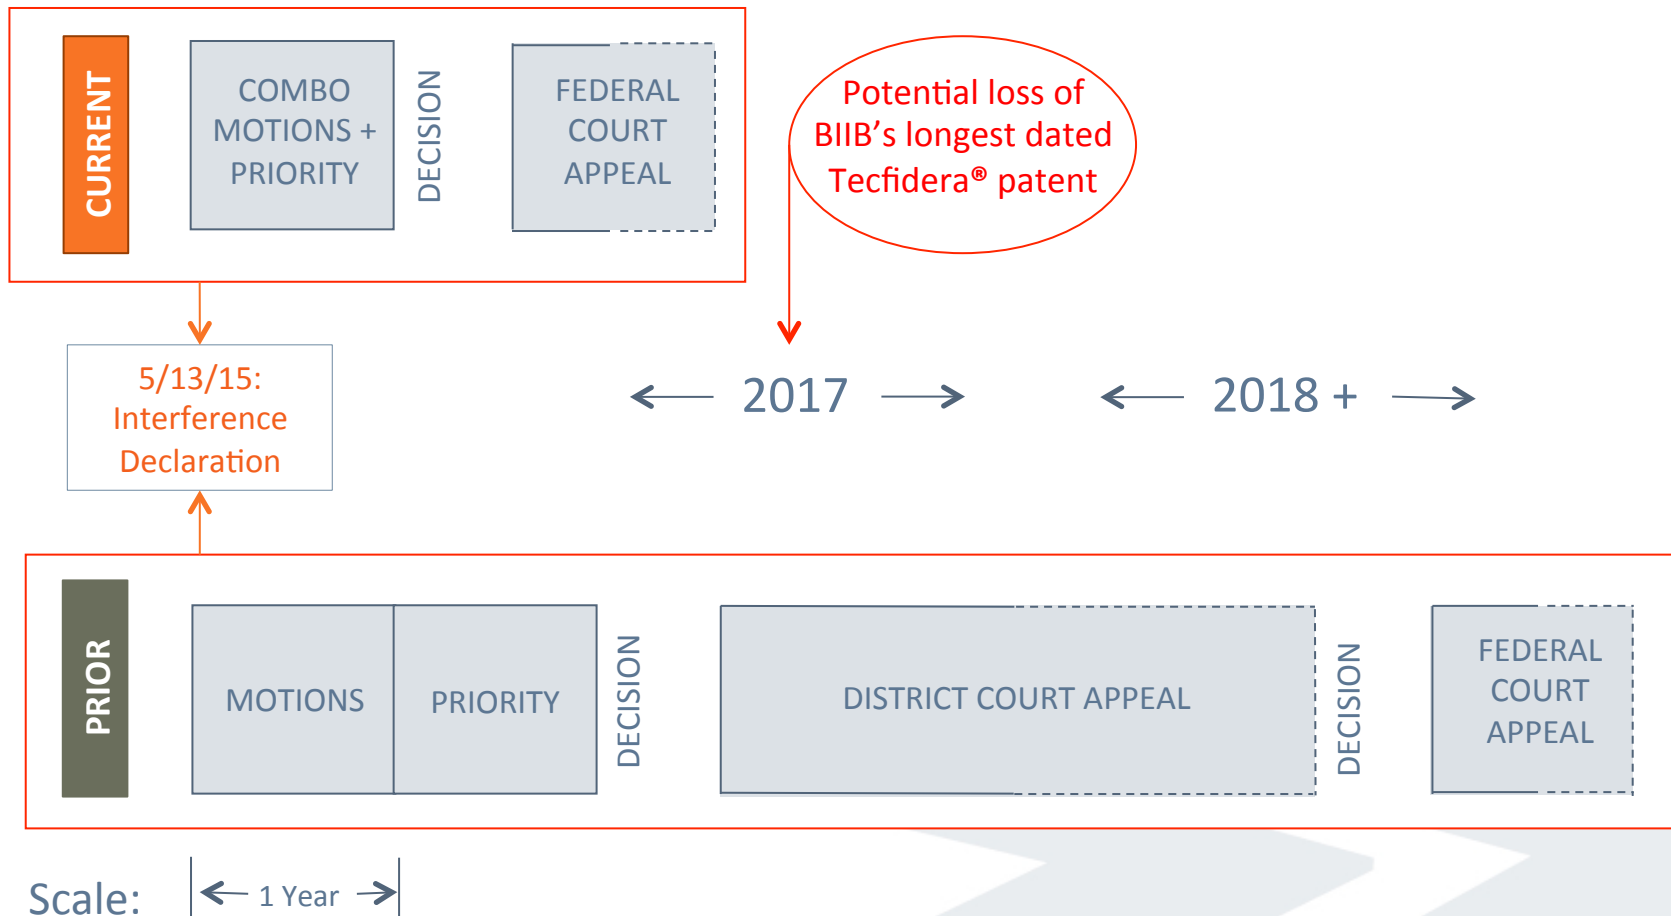 CURRENT
COMBO
MOTIONS +
PRIORITY
DECISION
FEDERAL
COURT
APPEAL
Potential loss of
BIIB’s longest dated
Tecfidera® patent
5/13/15:
Interference
Declaration
2017
2018 +
PRIOR
MOTIONS
PRIORITY
DECISION
DISTRICT COURT APPEAL
DECISION
FEDERAL
COURT
APPEAL
Scale:
1 Year